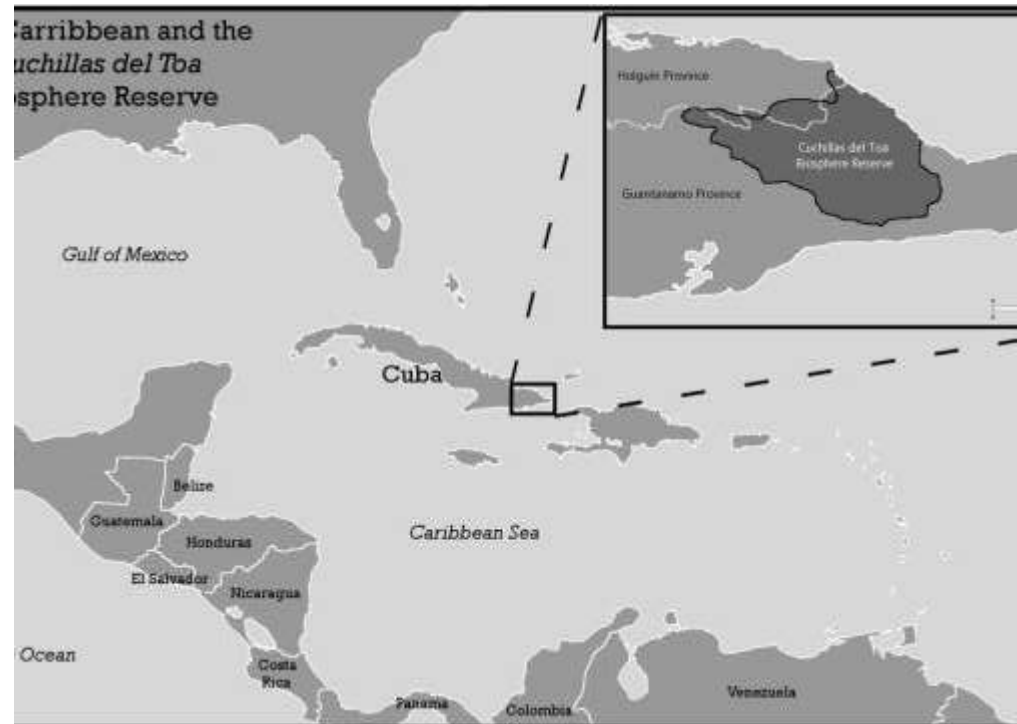 Carribbean and the
uchillas del Toa
osphere Reserve
Holguin Province
Cuchillas del Toa
Biosphere Reserve
Guantanamo Province
Gulf of Mexico
Cuba
Belize
Guatemala
Honduras
Caribbean Sea
El Salvador
Nicaragua
Ocean
Costa
Rica
Panama
Colombia
Venezuela